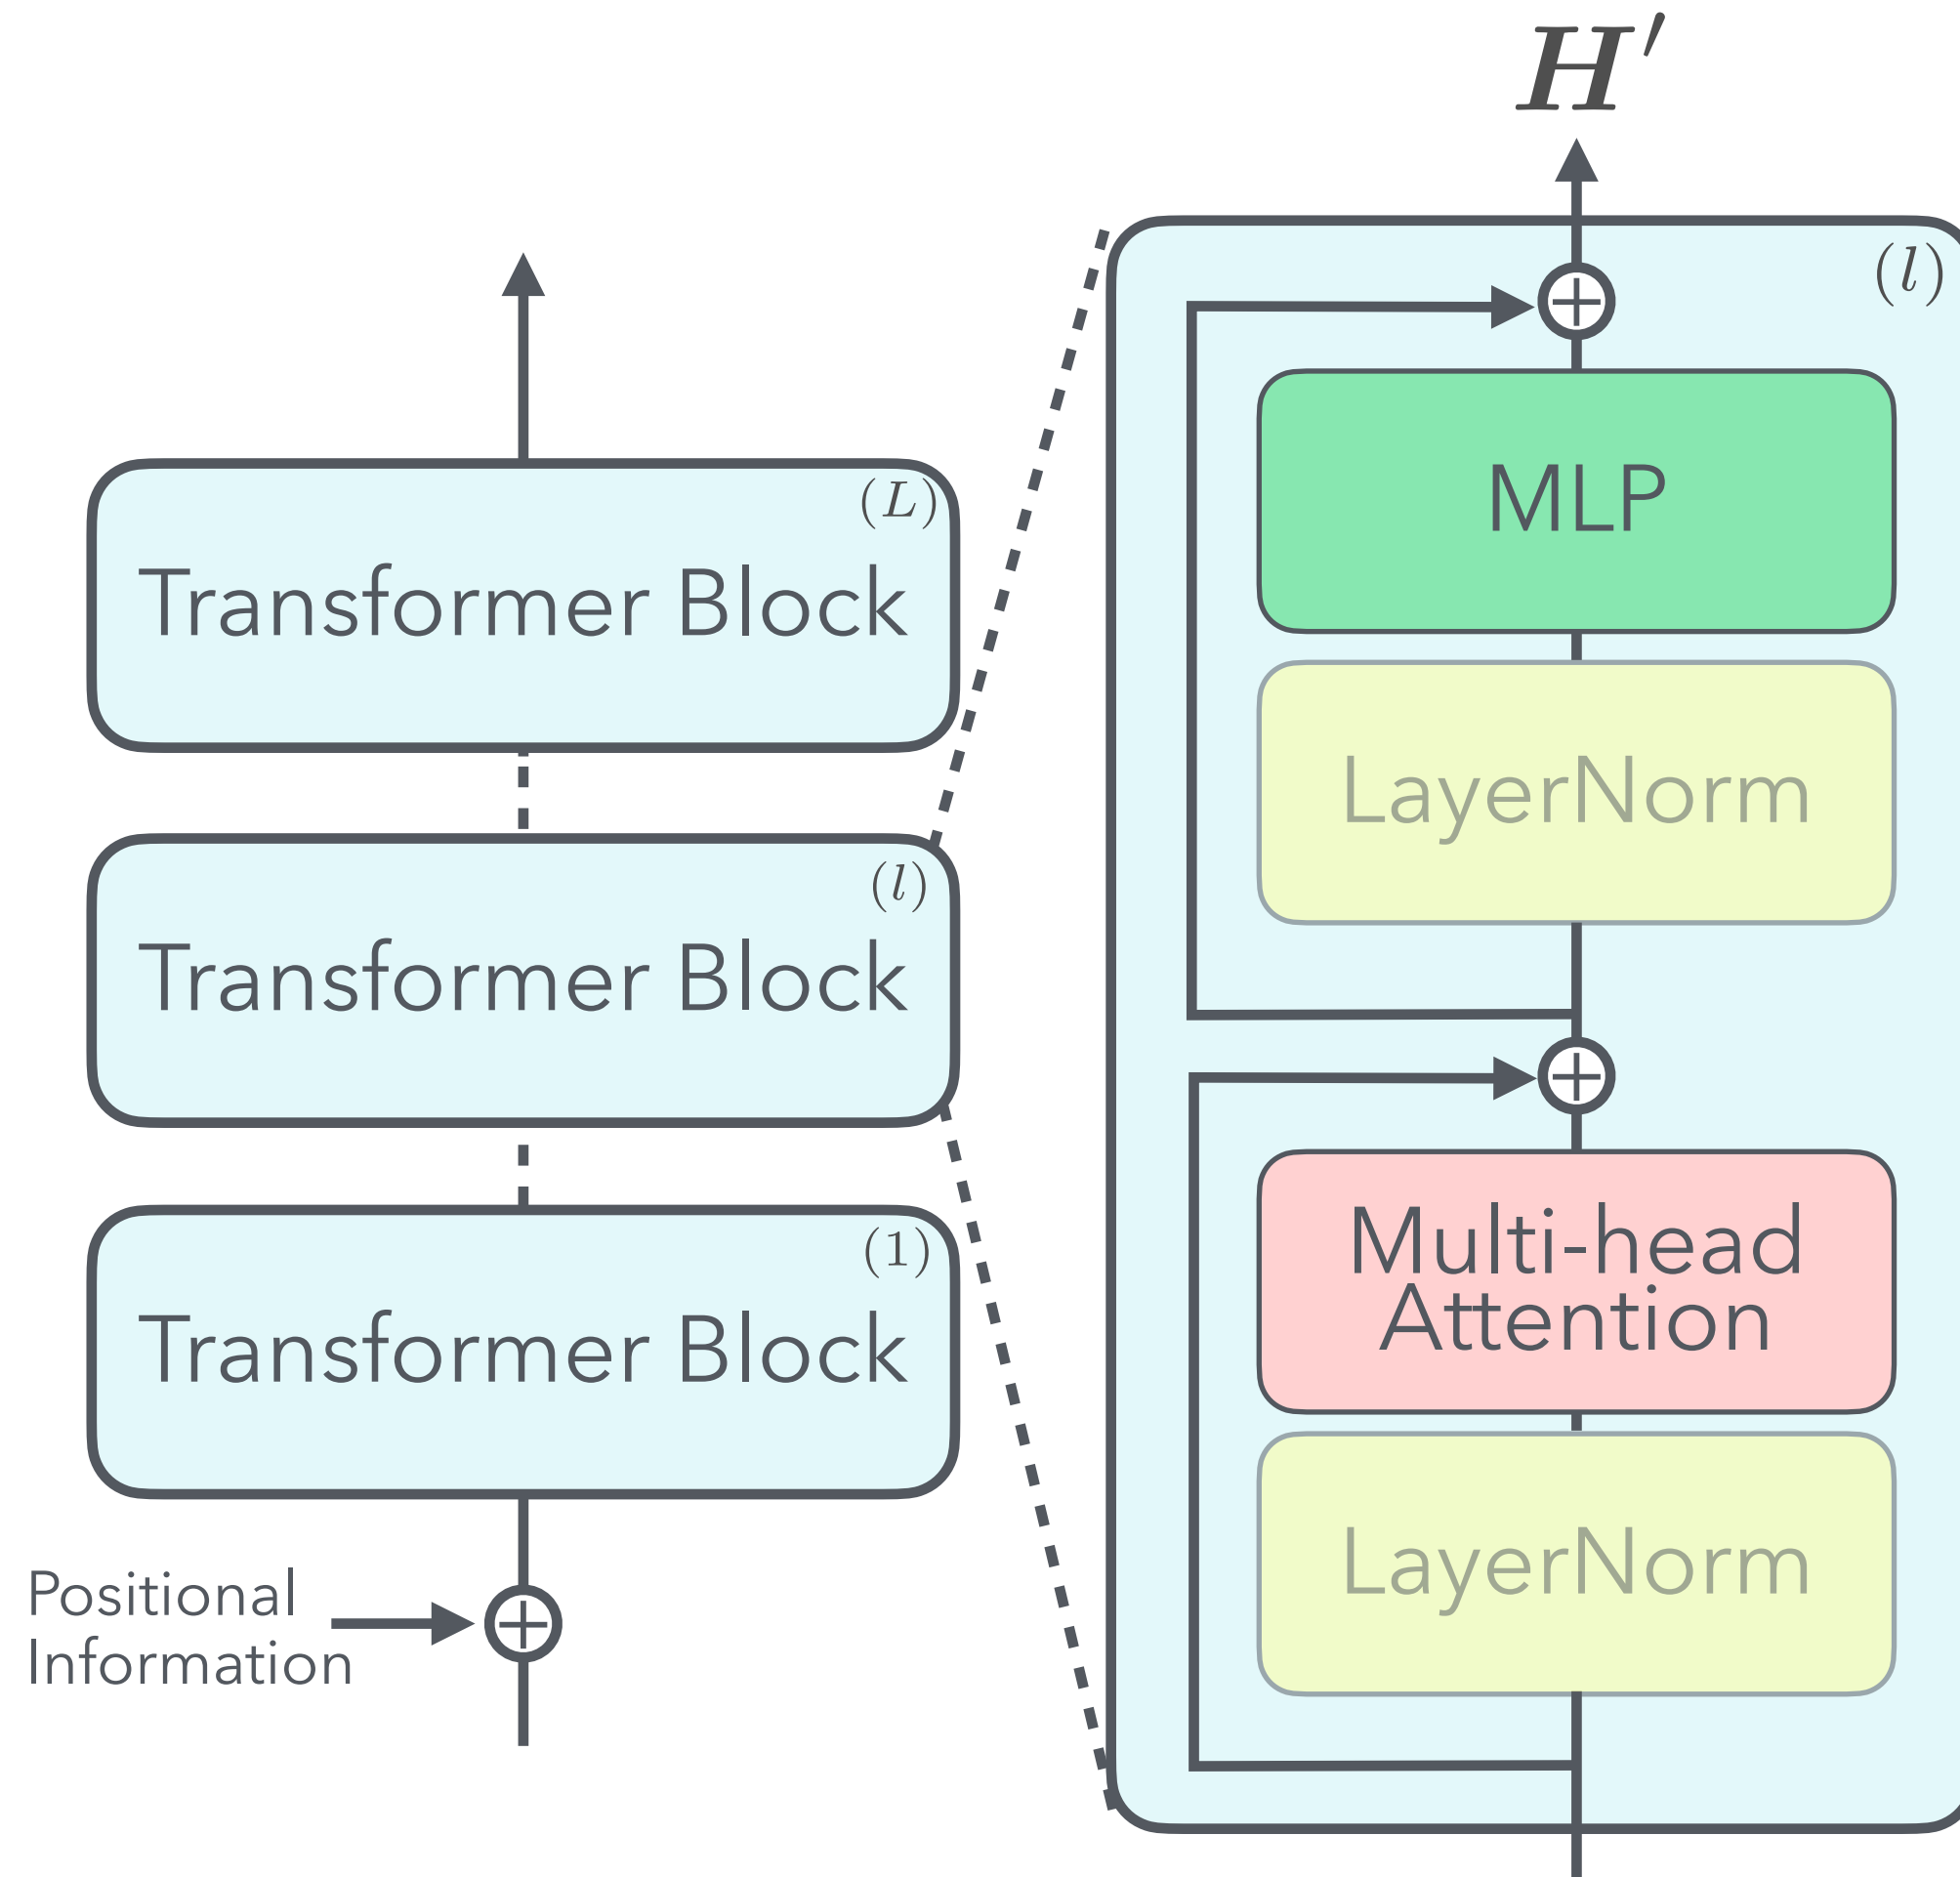 H′
(L)
Transformer Block
(l)
Transformer Block
(1)
Transformer Block
Positional
Information
(l)
MLP
LayerNorm
Multi-head
Attention
LayerNorm